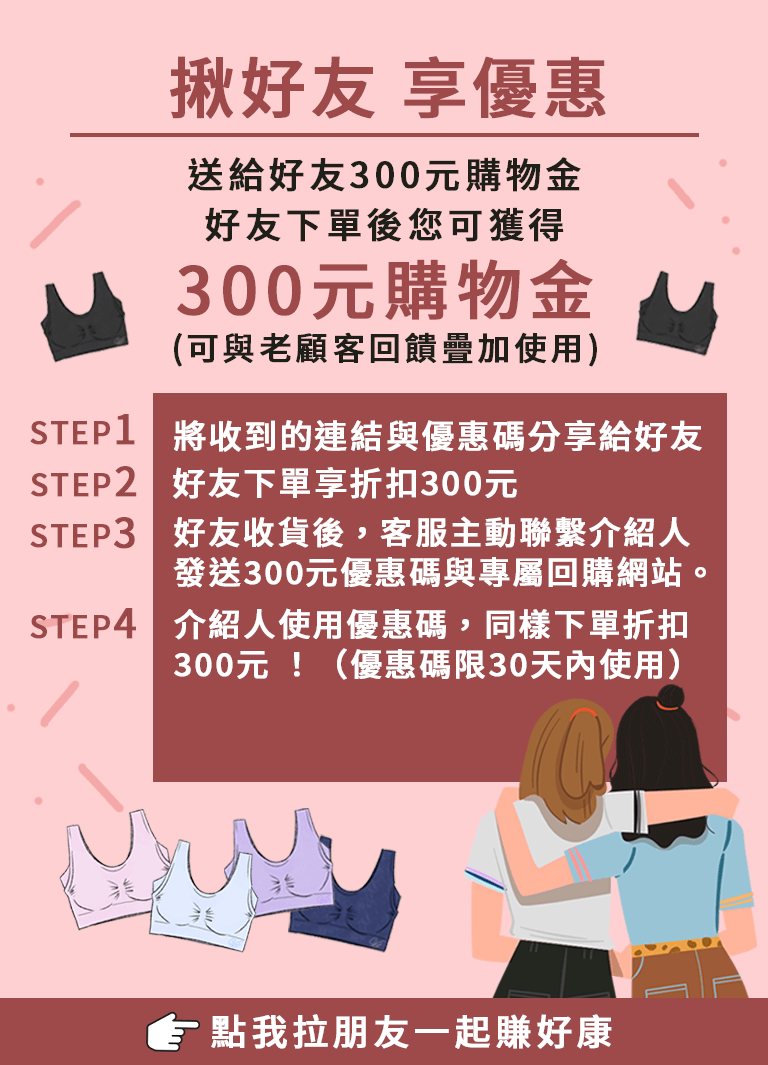 揪好友 享優惠
送給好友300元購物金
好友下單後您可獲得
300元購物金
(可與老顧客回饋疊加使用)
STEP1 將收到的連結與優惠碼分享給好友
STEP2 好友下單享折扣300元
STEP3 好友收貨後，客服主動聯繫介紹人
發送300元優惠碼與專屬回購網站。
STEP4 介紹人使用優惠碼，同樣下單折扣
300元 ！（優惠碼限30天內使用）
點我拉朋友一起賺好康